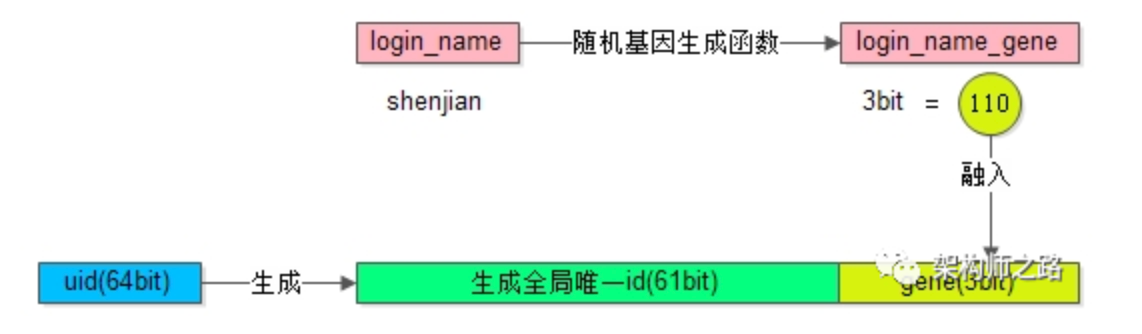 login_name 随机基因生成函数 login_name_gene
shenjian 3bit = 110
融入
uid(64bit) 生成 生成全局唯一id(61bit) gene(3bit)
架构师之路